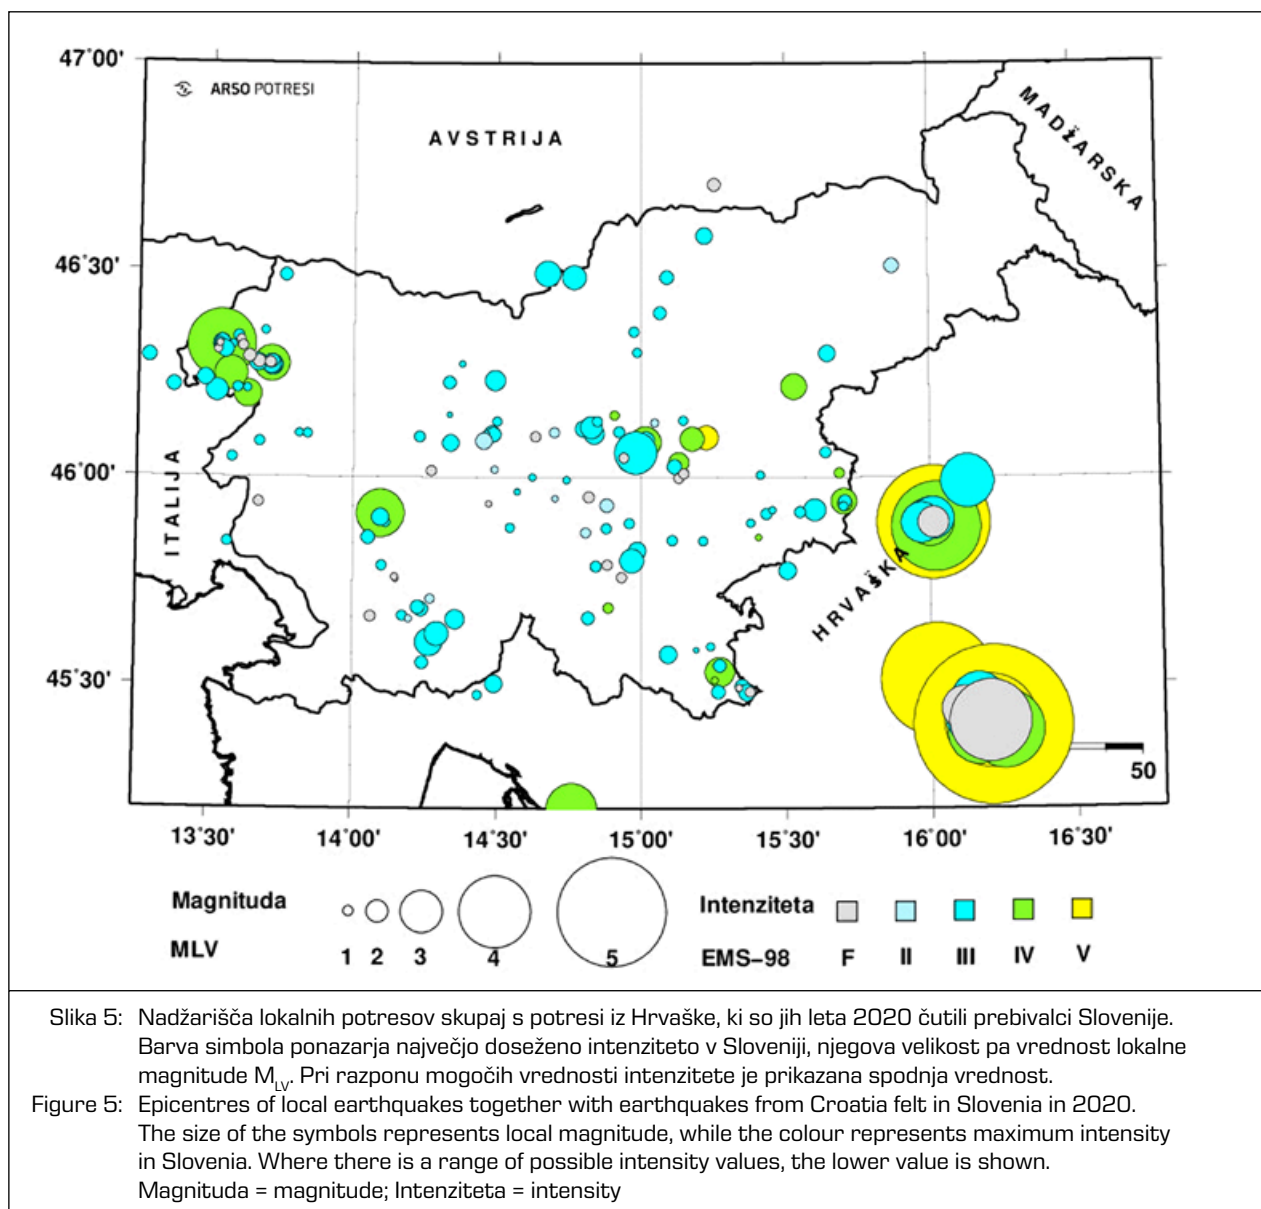 47°00'
ARSO POTRESI
AVSTRIJA
MADŽARSKA
46°30'
46°00'
ITALIJA
HRVAŠKA
45°30'
50
13°30'
14°00'
14°30'
15°00'
15°30'
16°00'
16°30'
Magnituda
MLV
1 2 3 4 5
Intenziteta
EMS-98
F II III IV V
Slika 5: Nadžarišča lokalnih potresov skupaj s potresi iz Hrvaške, ki so jih leta 2020 čutili prebivalci Slovenije.
Barva simbola ponazarja največjo doseženo intenziteto v Sloveniji, njegova velikost pa vrednost lokalne
magnitude MLV. Pri razponu mogočih vrednosti intenzitete je prikazana spodnja vrednost.
Figure 5: Epicentres of local earthquakes together with earthquakes from Croatia felt in Slovenia in 2020.
The size of the symbols represents local magnitude, while the colour represents maximum intensity
in Slovenia. Where there is a range of possible intensity values, the lower value is shown.
Magnituda = magnitude; Intenziteta = intensity